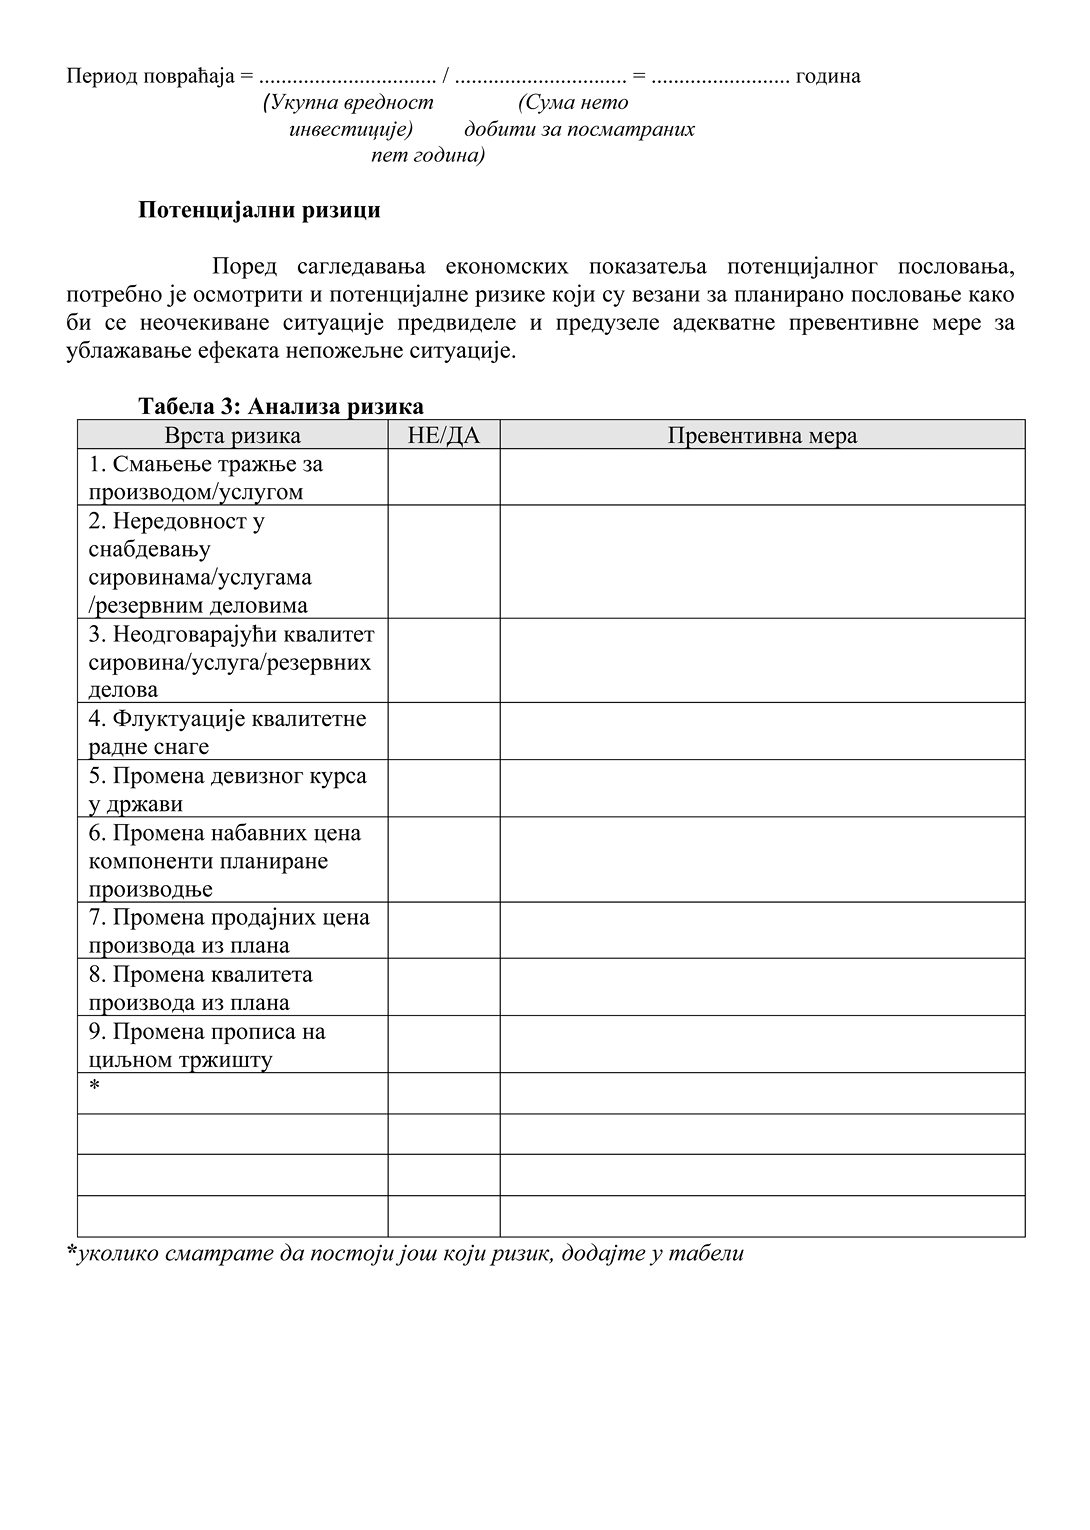 Период повраћаја = ................................ / ............................... = ......................... година
(Укупна вредност (Сума нето
инвестиције) добити за посматраних
пет година)
Потенцијални ризици
Поред сагледавања економских показатеља потенцијалног пословања,
потребно је осмотрити и потенцијалне ризике који су везани за планирано пословање како
би се неочекиване ситуације предвиделе и предузеле адекватне превентивне мере за
ублажавање ефеката непожељне ситуације.
Табела 3: Анализа ризика
Врста ризика НЕ/ДА Превентивна мера
1. Смањење тражње за
производом/услугом
2. Нередовност у
снабдевању
сировинама/услугама
/резервним деловима
3. Неодговарајући квалитет
сировина/услуга/резервних
делова
4. Флуктуације квалитетне
радне снаге
5. Промена девизног курса
у држави
6. Промена набавних цена
компоненти планиране
производње
7. Промена продајних цена
производа из плана
8. Промена квалитета
производа из плана
9. Промена прописа на
циљном тржишту
*
*уколико сматрате да постоји још који ризик, додајте у табели